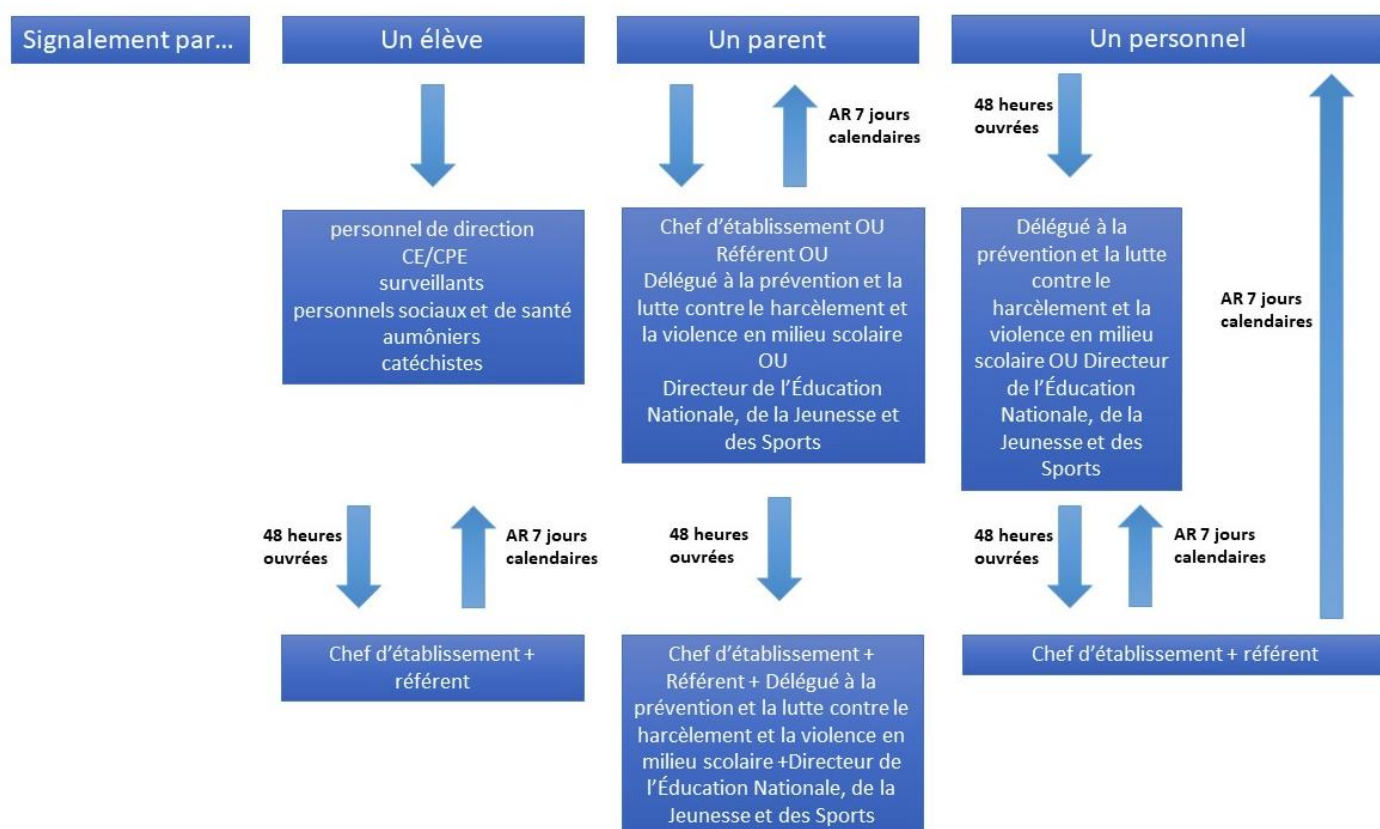 Signalement par...
Un élève
Un parent
Un personnel
AR 7 jours
calendaires
48 heures
ouvrées
personnel de direction
CE/CPE
surveillants
personnels sociaux et de santé
aumôniers
catéchistes
Chef d'établissement OU
Référent OU
Délégué à la prévention et la
lutte contre le harcèlement et
la violence en milieu scolaire
OU
Directeur de l'Éducation
Nationale, de la Jeunesse et
des Sports
Délégué à la
prévention et la lutte
contre le
harcèlement et la
violence en milieu
scolaire OU Directeur
de l'Éducation
Nationale, de la
Jeunesse et des
Sports
AR 7 jours
calendaires
48 heures
ouvrées
AR 7 jours
calendaires
48 heures
ouvrées
48 heures
ouvrées
AR 7 jours
calendaires
Chef d'établissement +
référent
Chef d'établissement +
Référent + Délégué à la
prévention et la lutte contre le
harcèlement et la violence en
milieu scolaire +Directeur de
l'Éducation Nationale, de la
Jeunesse et des Sports
Chef d'établissement + référent